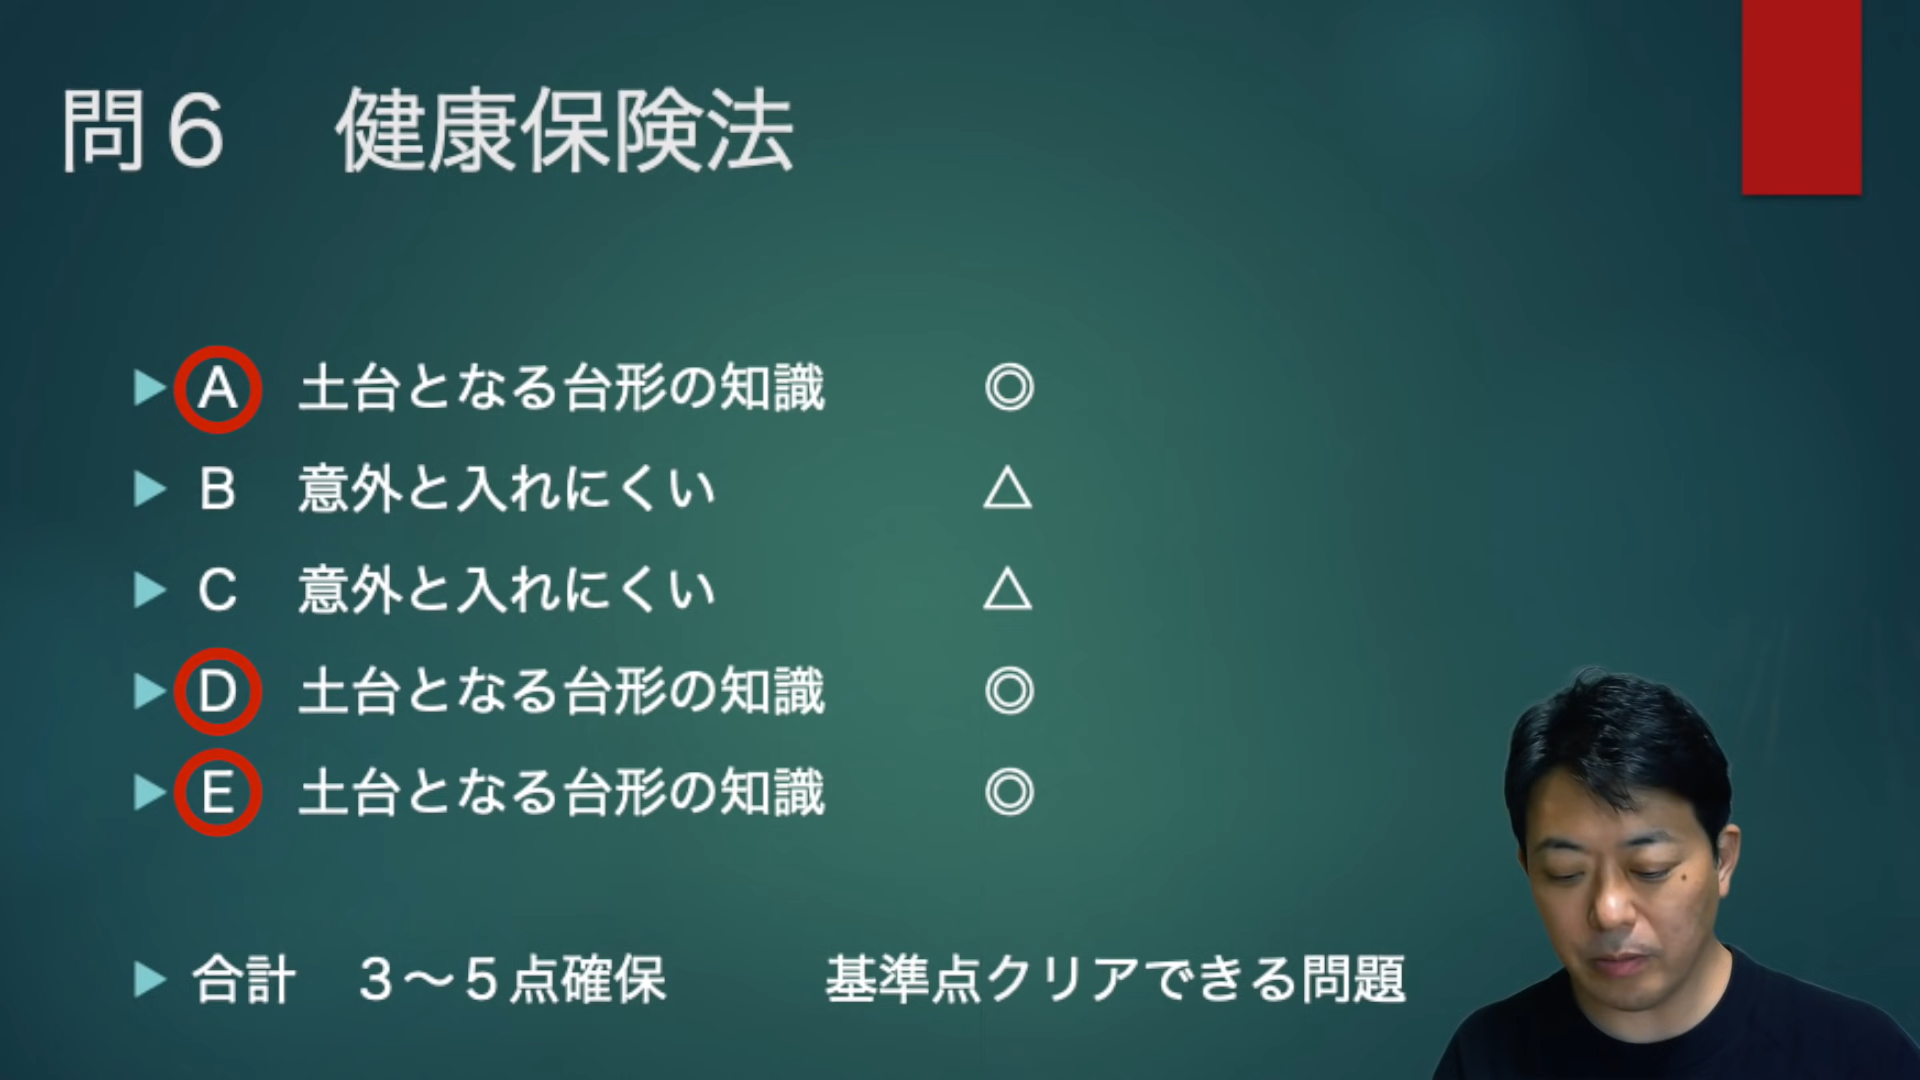 問６　健康保険法
A　土台となる台形の知識　◎
B　意外と入れにくい　△
C　意外と入れにくい　△
D　土台となる台形の知識　◎
E　土台となる台形の知識　◎
合計　３〜５点確保　基準点クリアできる問題